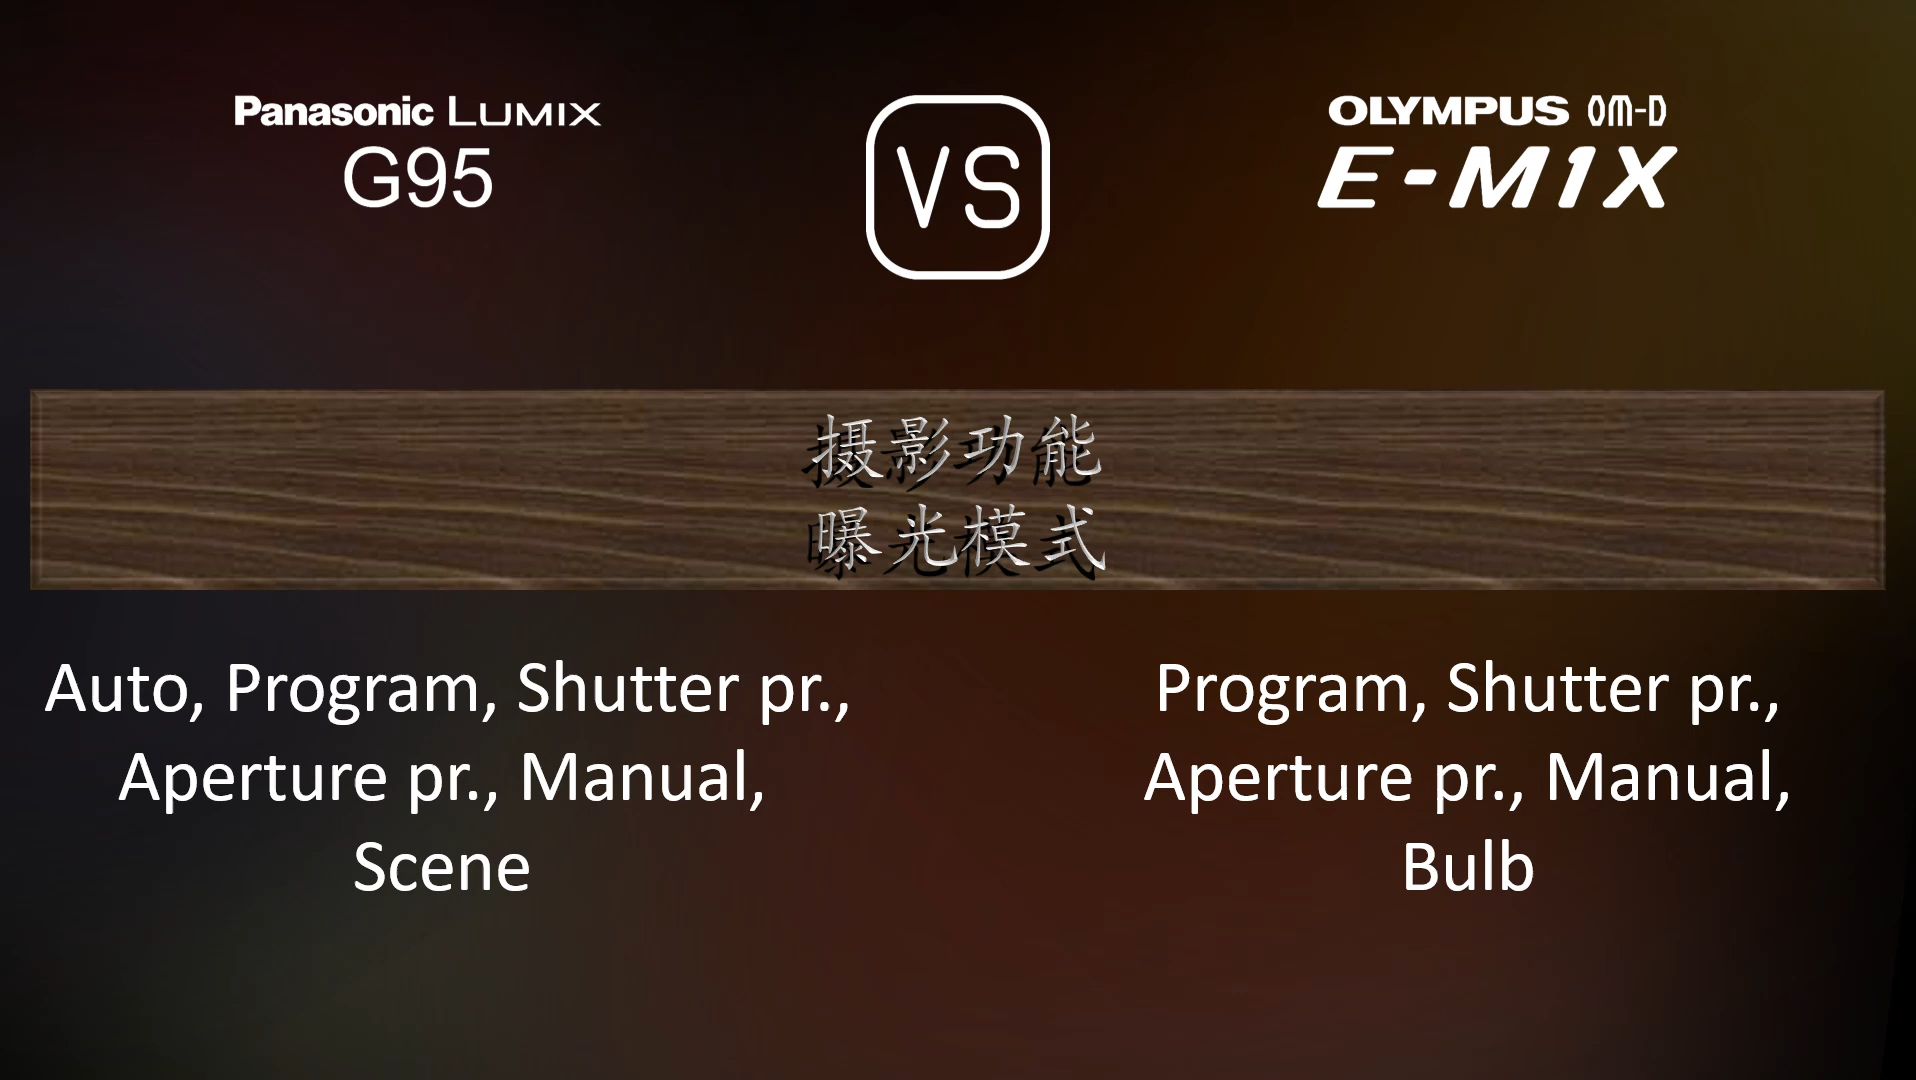 Panasonic LUMIX
G95
VS
OLYMPUS OM-D
E-M1X
摄影功能
曝光模式
Auto, Program, Shutter pr.,
Aperture pr., Manual,
Scene
Program, Shutter pr.,
Aperture pr., Manual,
Bulb